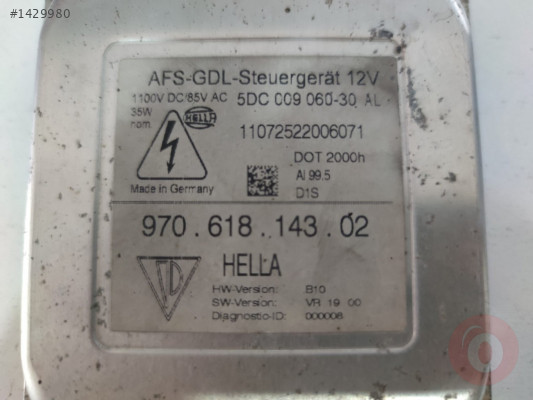 #1429980
AFS-GDL-Steuergerät 12V
1100V DC/85V AC 5DC 009 060-30 AL
35W
nom.
HELLA
11072522006071
DOT 2000h
Al 99.5
D1S
Made in Germany
970.618.143.02
HELLA
HW-Version: B10
SW-Version: VR 19 00
Diagnostic-ID: 000006